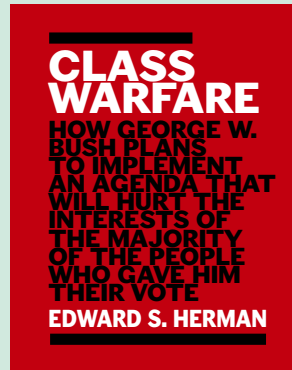 CLASS
WARFARE
HOW GEORGE W.
BUSH PLANS
TO IMPLEMENT
AN AGENDA THAT
WILL HURT THE
INTERESTS OF
THE MAJORITY
OF THE PEOPLE
WHO GAVE HIM
THEIR VOTE
EDWARD S. HERMAN